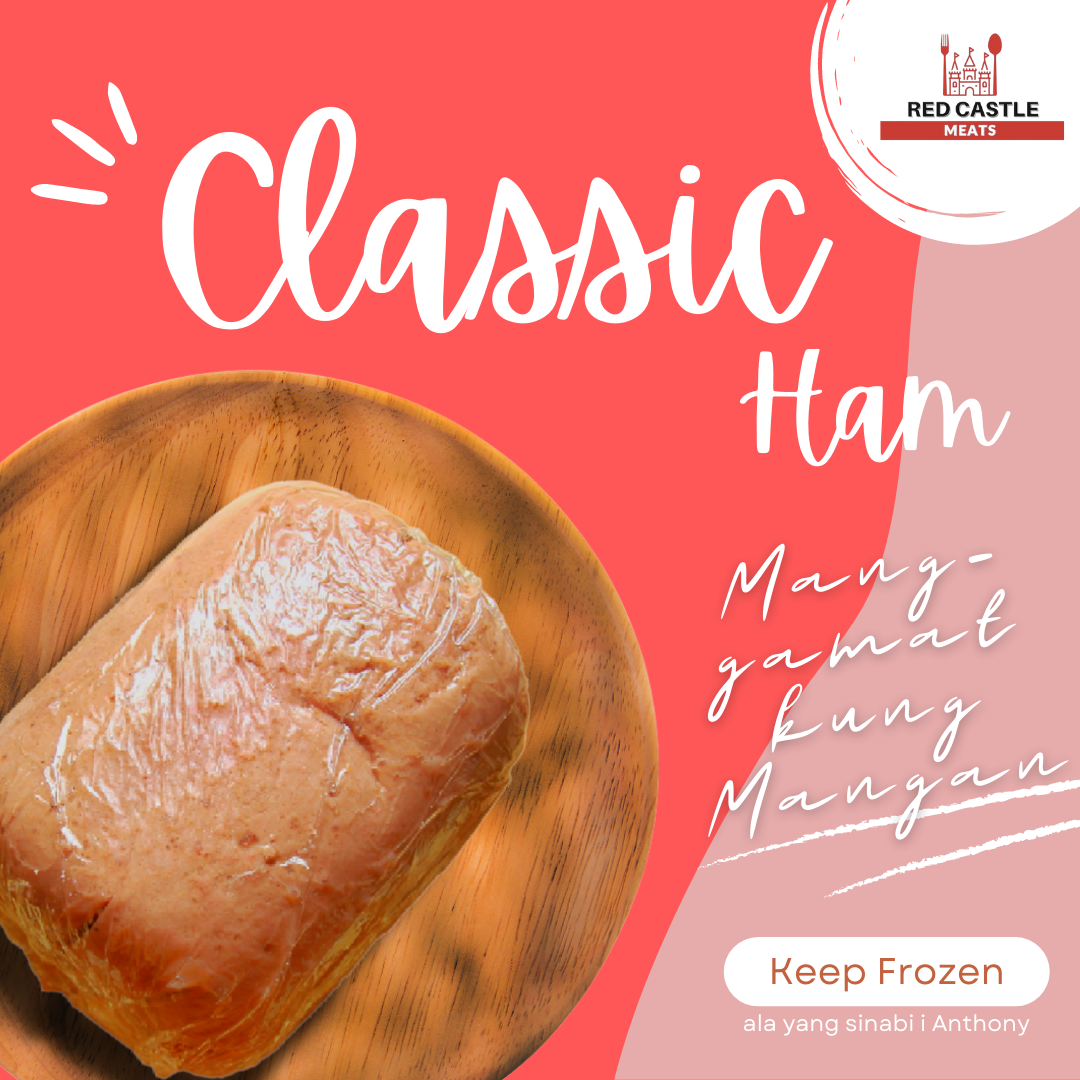 RED CASTLE
MEATS
Classic
Ham
Mang-
gamat
kung
Mangan
Keep Frozen
ala yang sinabi i Anthony